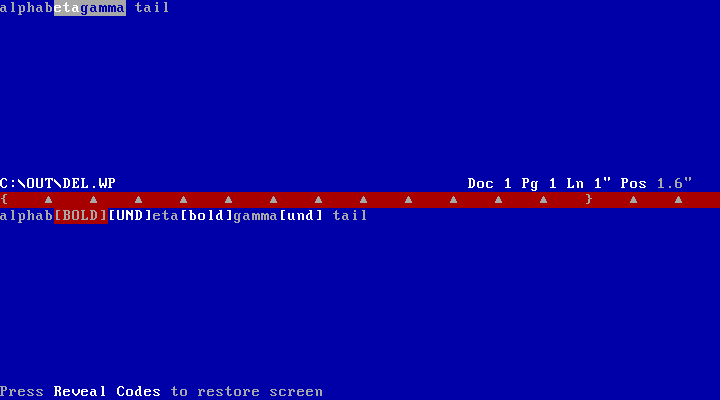 alphabetagamma tail
C:\OUT\DEL.WP Doc 1 Pg 1 Ln 1" Pos 1.6"
{ ▲ ▲ ▲ ▲ ▲ ▲ ▲ ▲ ▲ ▲ ▲ ▲ } ▲ ▲
alphab[BOLD][UND]eta[bold]gamma[und] tail
Press Reveal Codes to restore screen